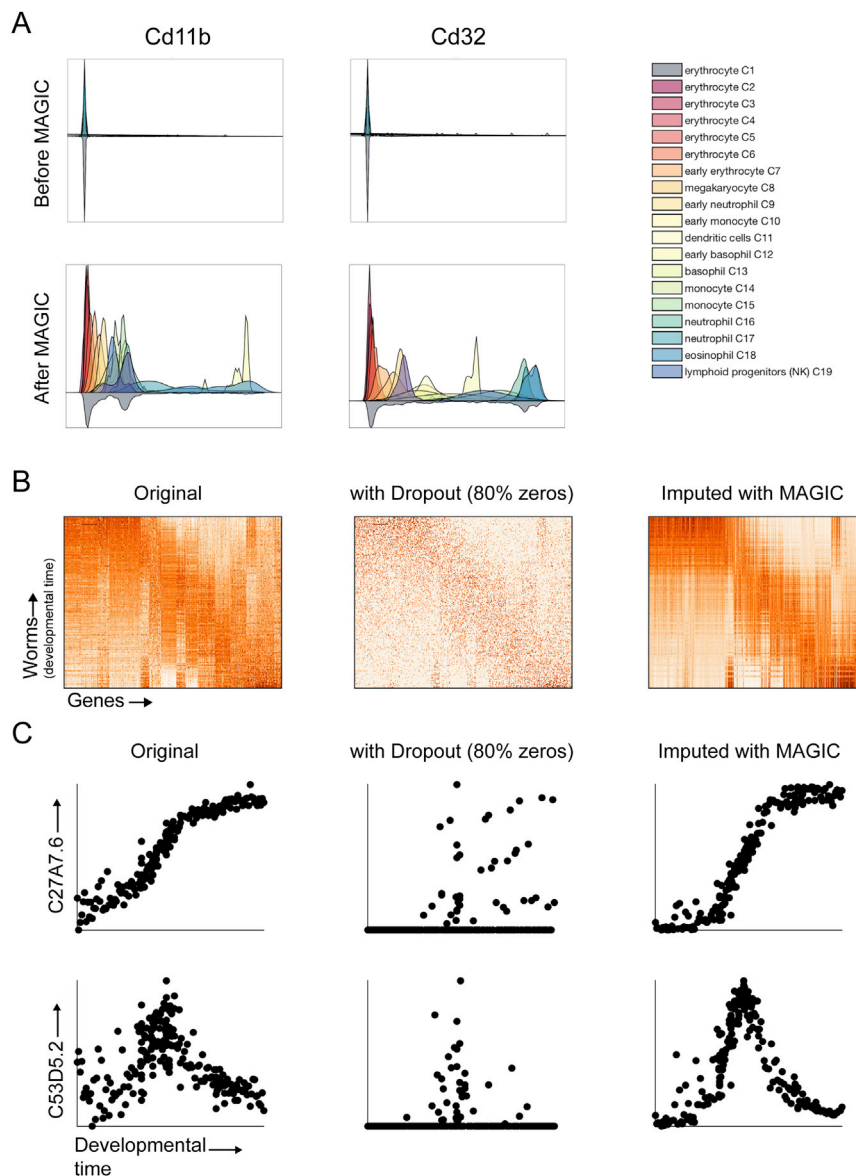 A
Cd11b
Cd32
Before MAGIC
After MAGIC
erythrocyte C1
erythrocyte C2
erythrocyte C3
erythrocyte C4
erythrocyte C5
erythrocyte C6
early erythrocyte C7
megakaryocyte C8
early neutrophil C9
early monocyte C10
dendritic cells C11
early basophil C12
basophil C13
monocyte C14
monocyte C15
neutrophil C16
neutrophil C17
eosinophil C18
lymphoid progenitors (NK) C19
B
Original
with Dropout (80% zeros)
Imputed with MAGIC
Worms
(developmental time)
Genes
C
Original
with Dropout (80% zeros)
Imputed with MAGIC
C27A7.6
C53D5.2
Developmental
time